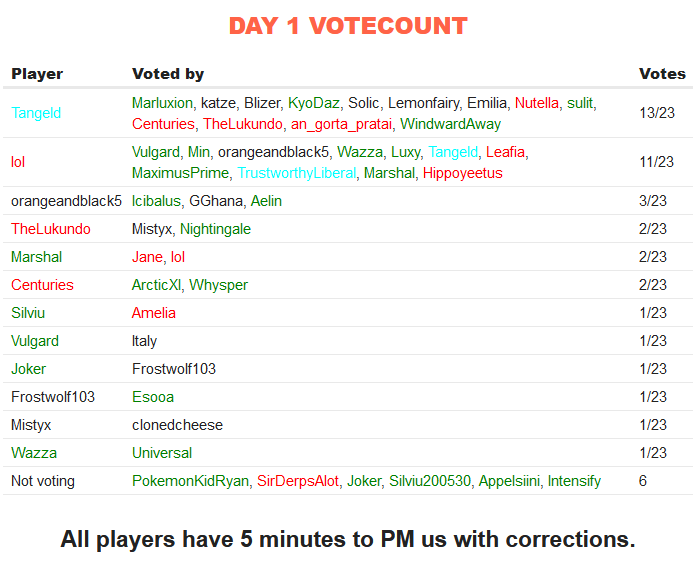 DAY 1 VOTECOUNT
Player Voted by Votes
Tangeld Marluxion, katze, Blizer, KyoDaz, Solic, Lemonfairy, Emilia, Nutella, sulit, 13/23
Centuries, TheLukundo, an_gorta_pratai, WindwardAway
lol Vulgard, Min, orangeandblack5, Wazza, Luxy, Tangeld, Leafia, 11/23
MaximusPrime, TrustworthyLiberal, Marshal, Hippoyeetus
orangeandblack5 Icibalus, GGhana, Aelin 3/23
TheLukundo Mistyx, Nightingale 2/23
Marshal Jane, lol 2/23
Centuries ArcticXI, Whysper 2/23
Silviu Amelia 1/23
Vulgard Italy 1/23
Joker Frostwolf103 1/23
Frostwolf103 Esooa 1/23
Mistyx clonedcheese 1/23
Wazza Universal 1/23
Not voting PokemonKidRyan, SirDerpsAlot, Joker, Silviu200530, Appelsiini, Intensify 6
All players have 5 minutes to PM us with corrections.